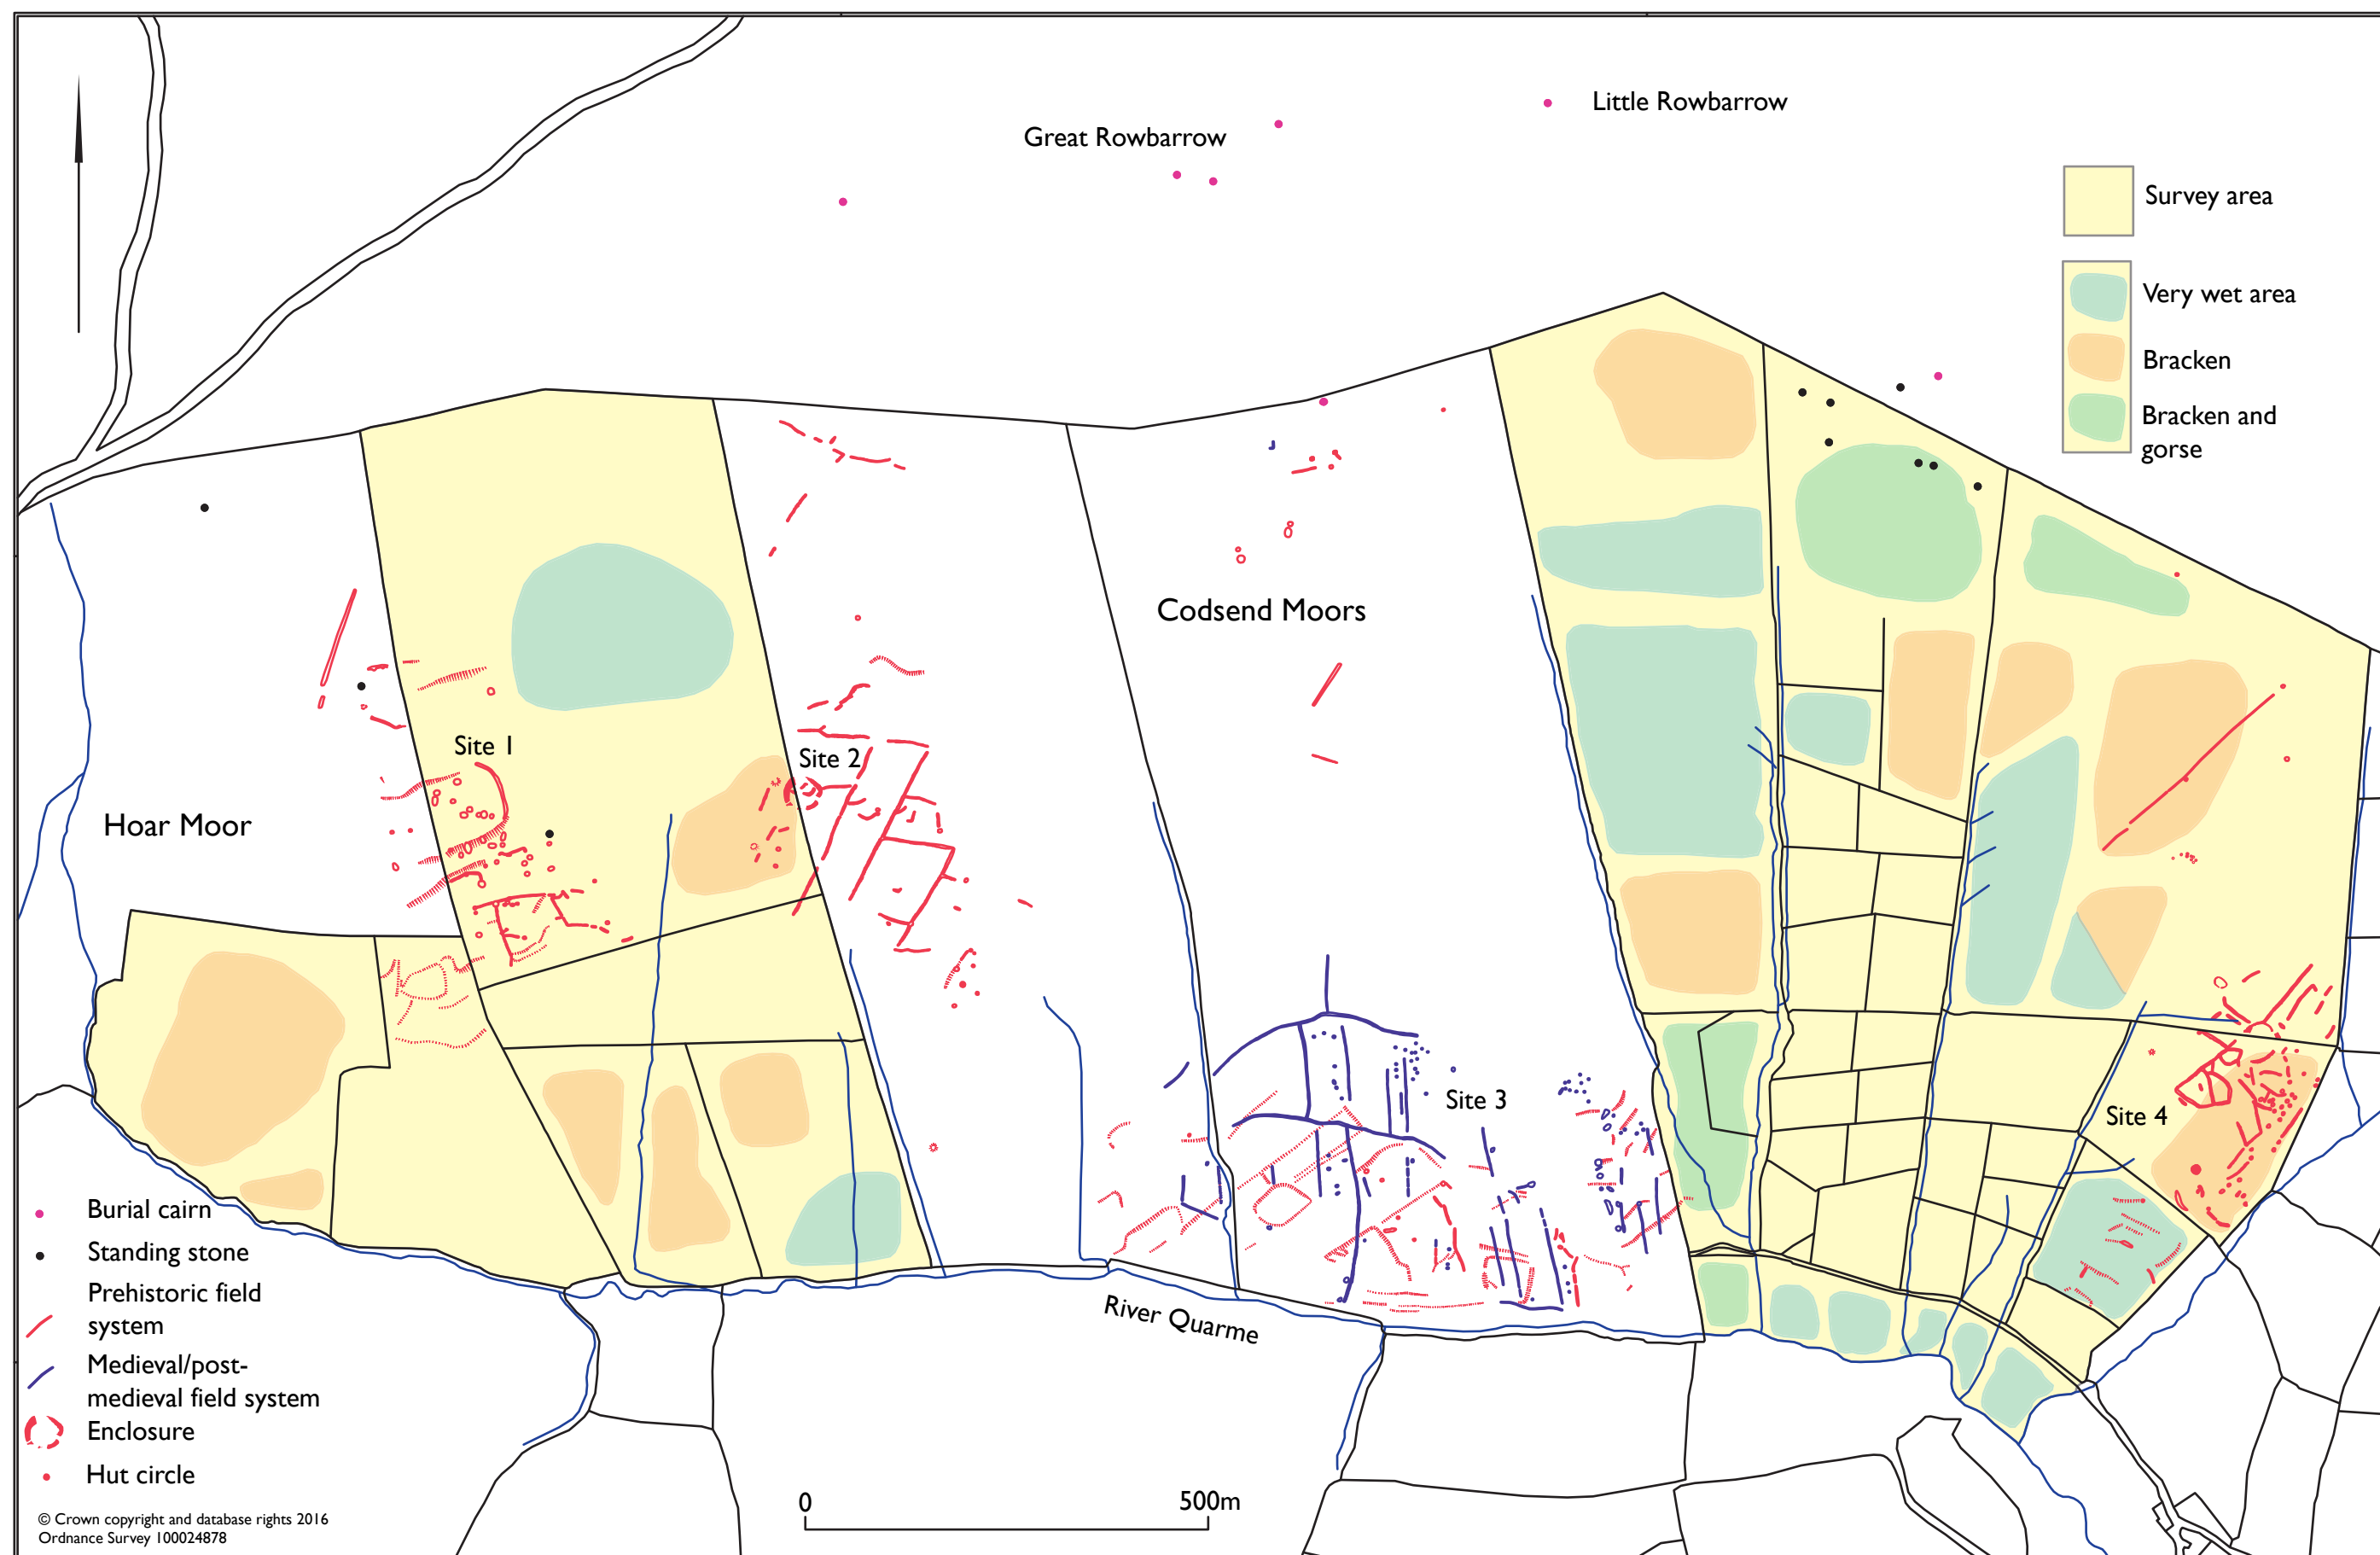 Little Rowbarrow
Great Rowbarrow
Survey area
Very wet area
Bracken
Bracken and
gorse
Codsend Moors
Site 1
Site 2
Hoar Moor
Site 3
Site 4
River Quarme
Burial cairn
Standing stone
Prehistoric field
system
Medieval/post-
medieval field system
Enclosure
Hut circle
0
500m
© Crown copyright and database rights 2016
Ordnance Survey 100024878